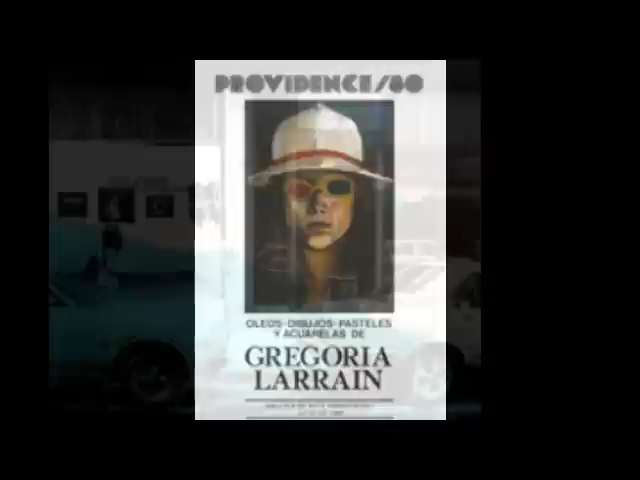 PROVIDENCE/80
OLEOS-DIBUJOS-PASTELES
Y ACUARELAS DE
GREGORIA
LARRAIN